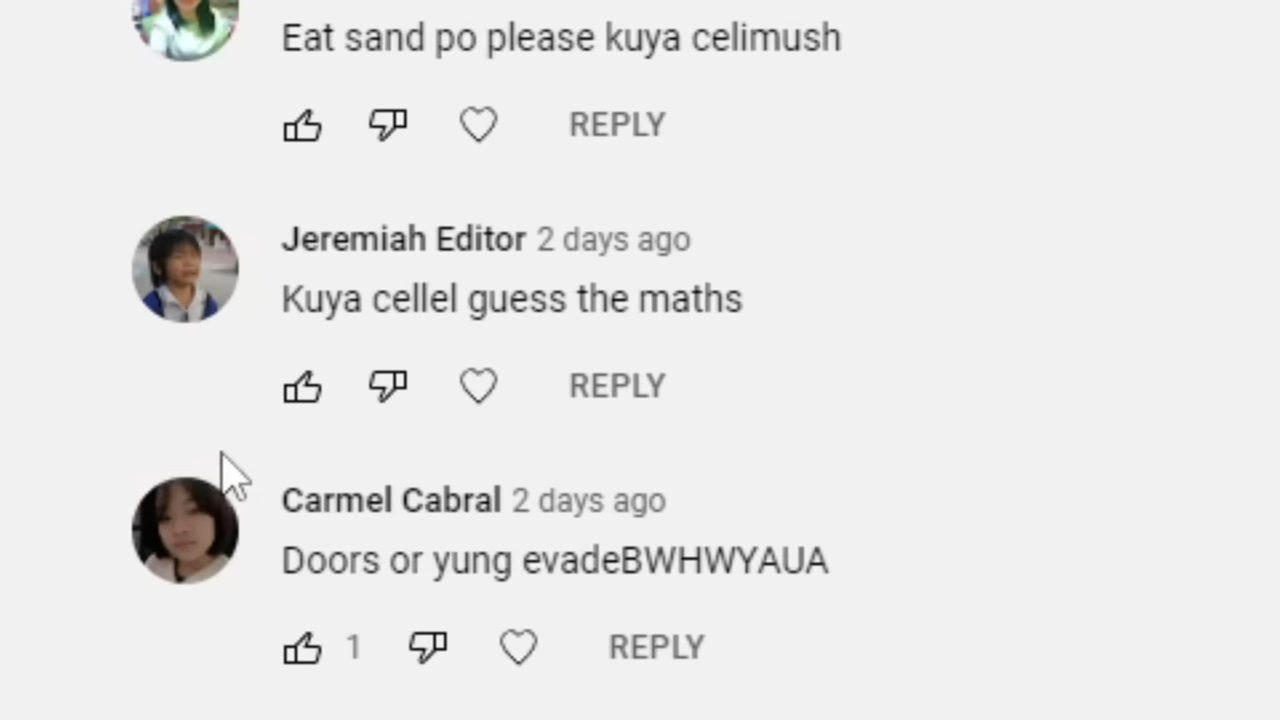 Eat sand po please kuya celimush
REPLY
Jeremiah Editor 2 days ago
Kuya cellel guess the maths
REPLY
Carmel Cabral 2 days ago
Doors or yung evadeBWHWYAUA
1 REPLY